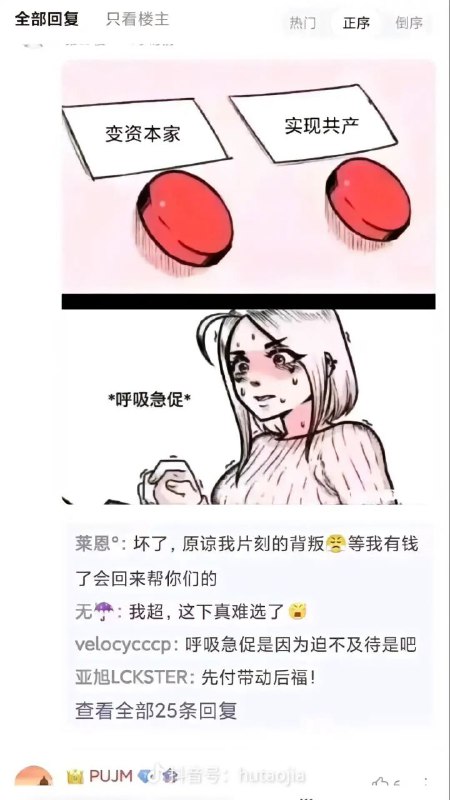 全部回复 只看楼主 热门 正序 倒序
变资本家
实现共产
*呼吸急促*
莱恩°: 坏了，原谅我片刻的背叛😤等我有钱
了会回来帮你们的
无☂: 我超，这下真难选了😫
velocycccp: 呼吸急促是因为迫不及待是吧
亚旭LCKSTER: 先付带动后福！
查看全部25条回复
PUJM
抖音号：hutaojia
6